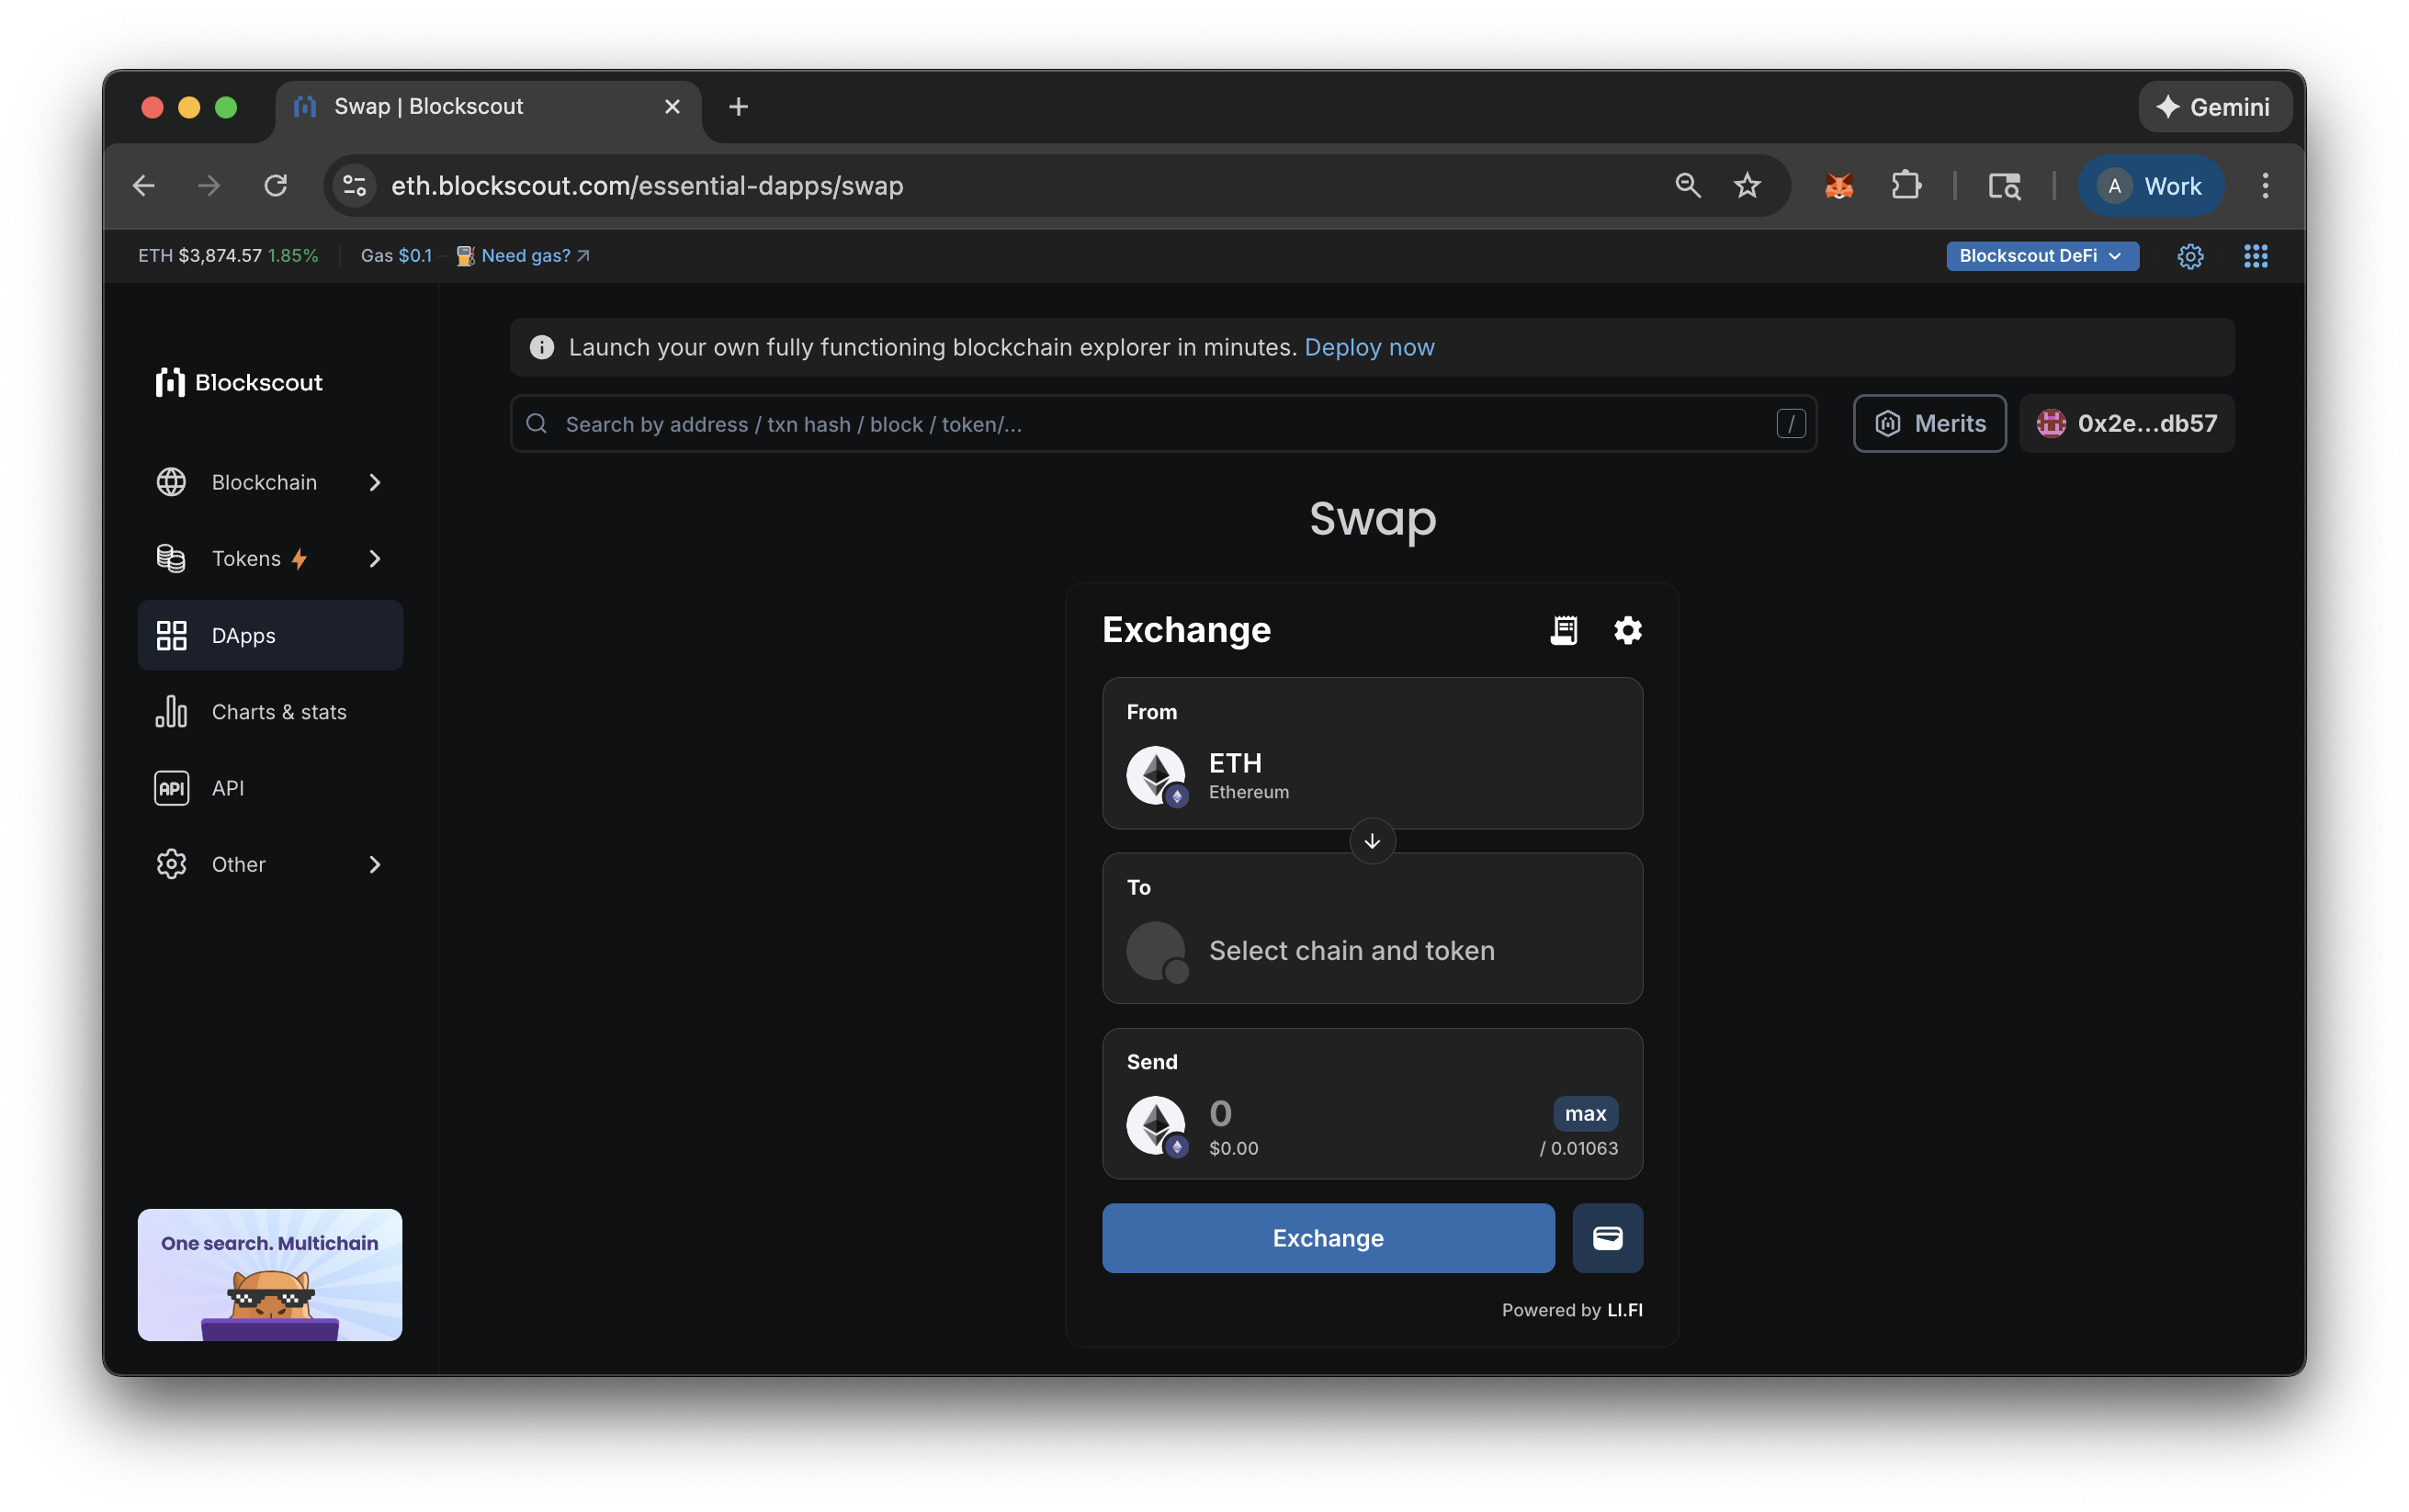 Swap | Blockscout
Gemini
eth.blockscout.com/essential-dapps/swap
A Work
ETH $3,874.57 1.85% Gas $0.1 Need gas?
Blockscout DeFi
Launch your own fully functioning blockchain explorer in minutes. Deploy now
Blockscout
Search by address / txn hash / block / token/... /
Merits
0x2e...db57
Blockchain
Tokens
DApps
Charts & stats
API API
Other
One search. Multichain
Swap
Exchange
From
ETH
Ethereum
To
Select chain and token
Send
0 max
$0.00 / 0.01063
Exchange
Powered by LI.FI